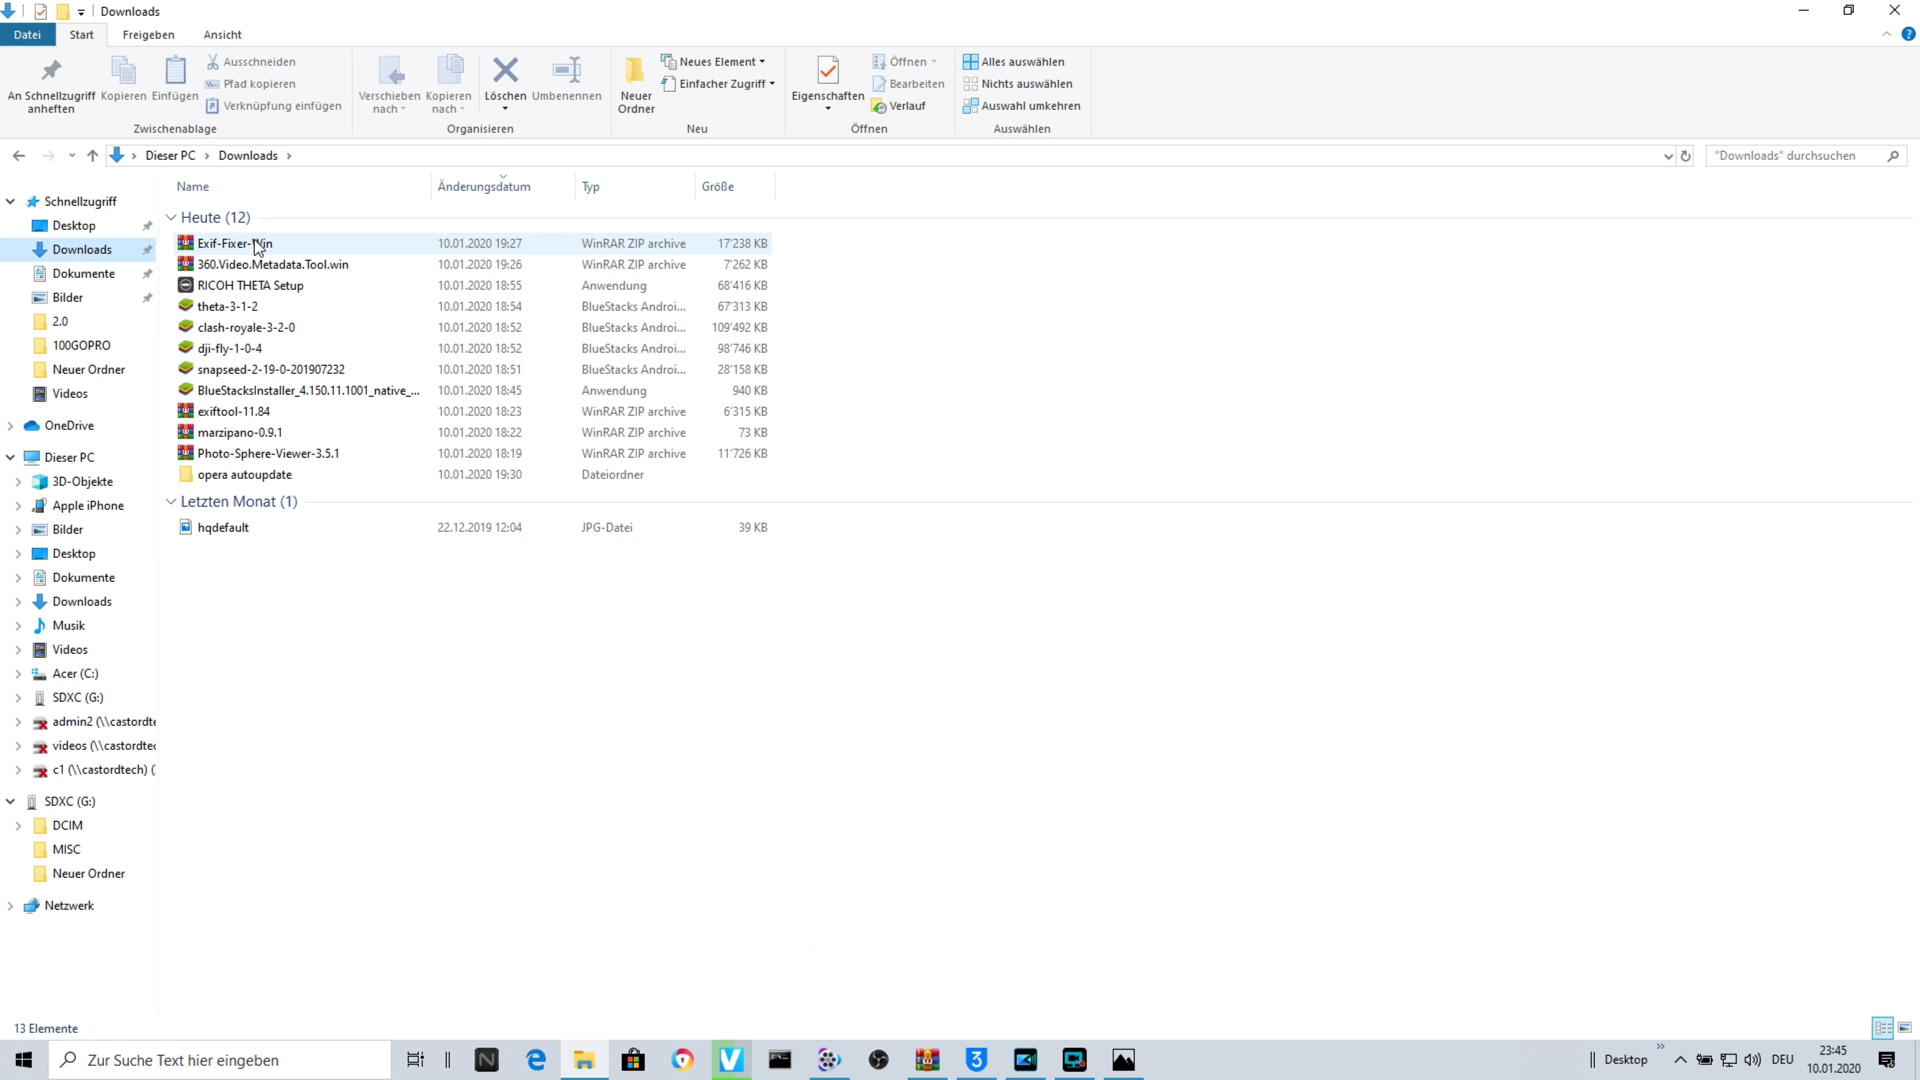 Downloads
Datei Start Freigeben Ansicht
An Schnellzugriff anheften
Kopieren
Einfügen
Ausschneiden
Pfad kopieren
Verknüpfung einfügen
Zwischenablage
Verschieben nach
Kopieren nach
Löschen
Umbenennen
Organisieren
Neuer Ordner
Neues Element
Einfacher Zugriff
Neu
Eigenschaften
Öffnen
Bearbeiten
Verlauf
Öffnen
Alles auswählen
Nichts auswählen
Auswahl umkehren
Auswählen
Dieser PC > Downloads >
"Downloads" durchsuchen
Schnellzugriff
Desktop
Downloads
Dokumente
Bilder
2.0
100GOPRO
Neuer Ordner
Videos
OneDrive
Dieser PC
3D-Objekte
Apple iPhone
Bilder
Desktop
Dokumente
Downloads
Musik
Videos
Acer (C:)
SDXC (G:)
admin2 (\\castordte
videos (\\castordtec
c1 (\\castordtech) (
SDXC (G:)
DCIM
MISC
Neuer Ordner
Netzwerk
Name Änderungsdatum Typ Größe
Heute (12)
Exif-Fixer-Win 10.01.2020 19:27 WinRAR ZIP archive 17'238 KB
360.Video.Metadata.Tool.win 10.01.2020 19:26 WinRAR ZIP archive 7'262 KB
RICOH THETA Setup 10.01.2020 18:55 Anwendung 68'416 KB
theta-3-1-2 10.01.2020 18:54 BlueStacks Androi... 67'313 KB
clash-royale-3-2-0 10.01.2020 18:52 BlueStacks Androi... 109'492 KB
dji-fly-1-0-4 10.01.2020 18:52 BlueStacks Androi... 98'746 KB
snapseed-2-19-0-201907232 10.01.2020 18:51 BlueStacks Androi... 28'158 KB
BlueStacksInstaller_4.150.11.1001_native_... 10.01.2020 18:45 Anwendung 940 KB
exiftool-11.84 10.01.2020 18:23 WinRAR ZIP archive 6'315 KB
marzipano-0.9.1 10.01.2020 18:22 WinRAR ZIP archive 73 KB
Photo-Sphere-Viewer-3.5.1 10.01.2020 18:19 WinRAR ZIP archive 11'726 KB
opera autoupdate 10.01.2020 19:30 Dateiordner
Letzten Monat (1)
hqdefault 22.12.2019 12:04 JPG-Datei 39 KB
13 Elemente
Zur Suche Text hier eingeben
Desktop
DEU
23:45
10.01.2020